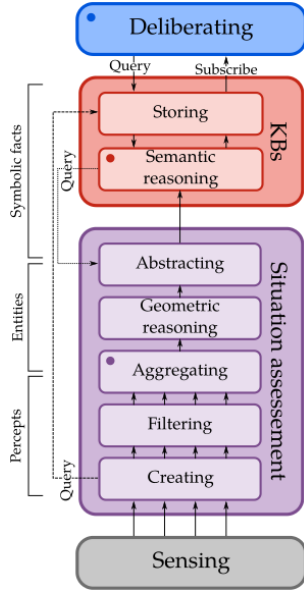 Deliberating
Query
Subscribe
Storing
Semantic
reasoning
KBs
Symbolic facts
Query
Abstracting
Geometric
reasoning
Entities
Aggregating
Situation assessment
Filtering
Percepts
Creating
Query
Sensing